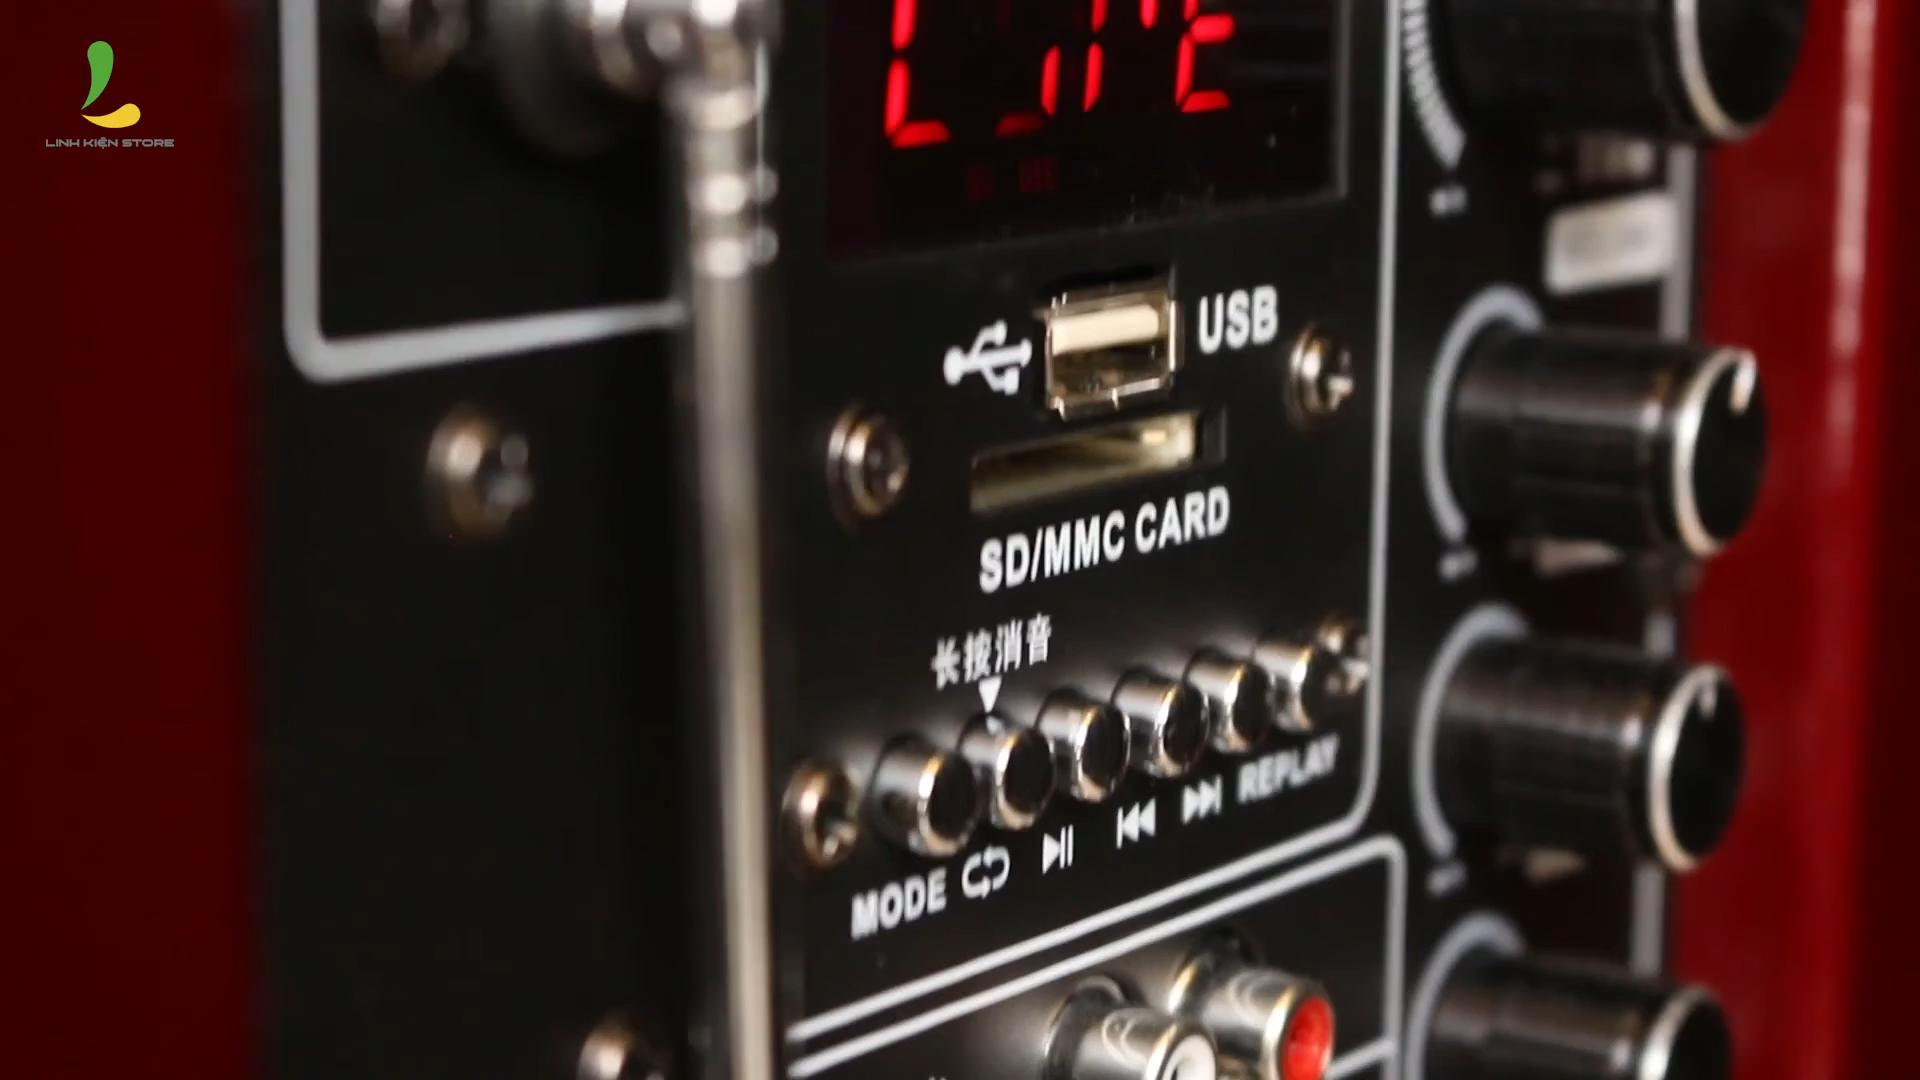 LINH KIỆN STORE
USB
SD/MMC CARD
长按消音
MODE
REPLAY